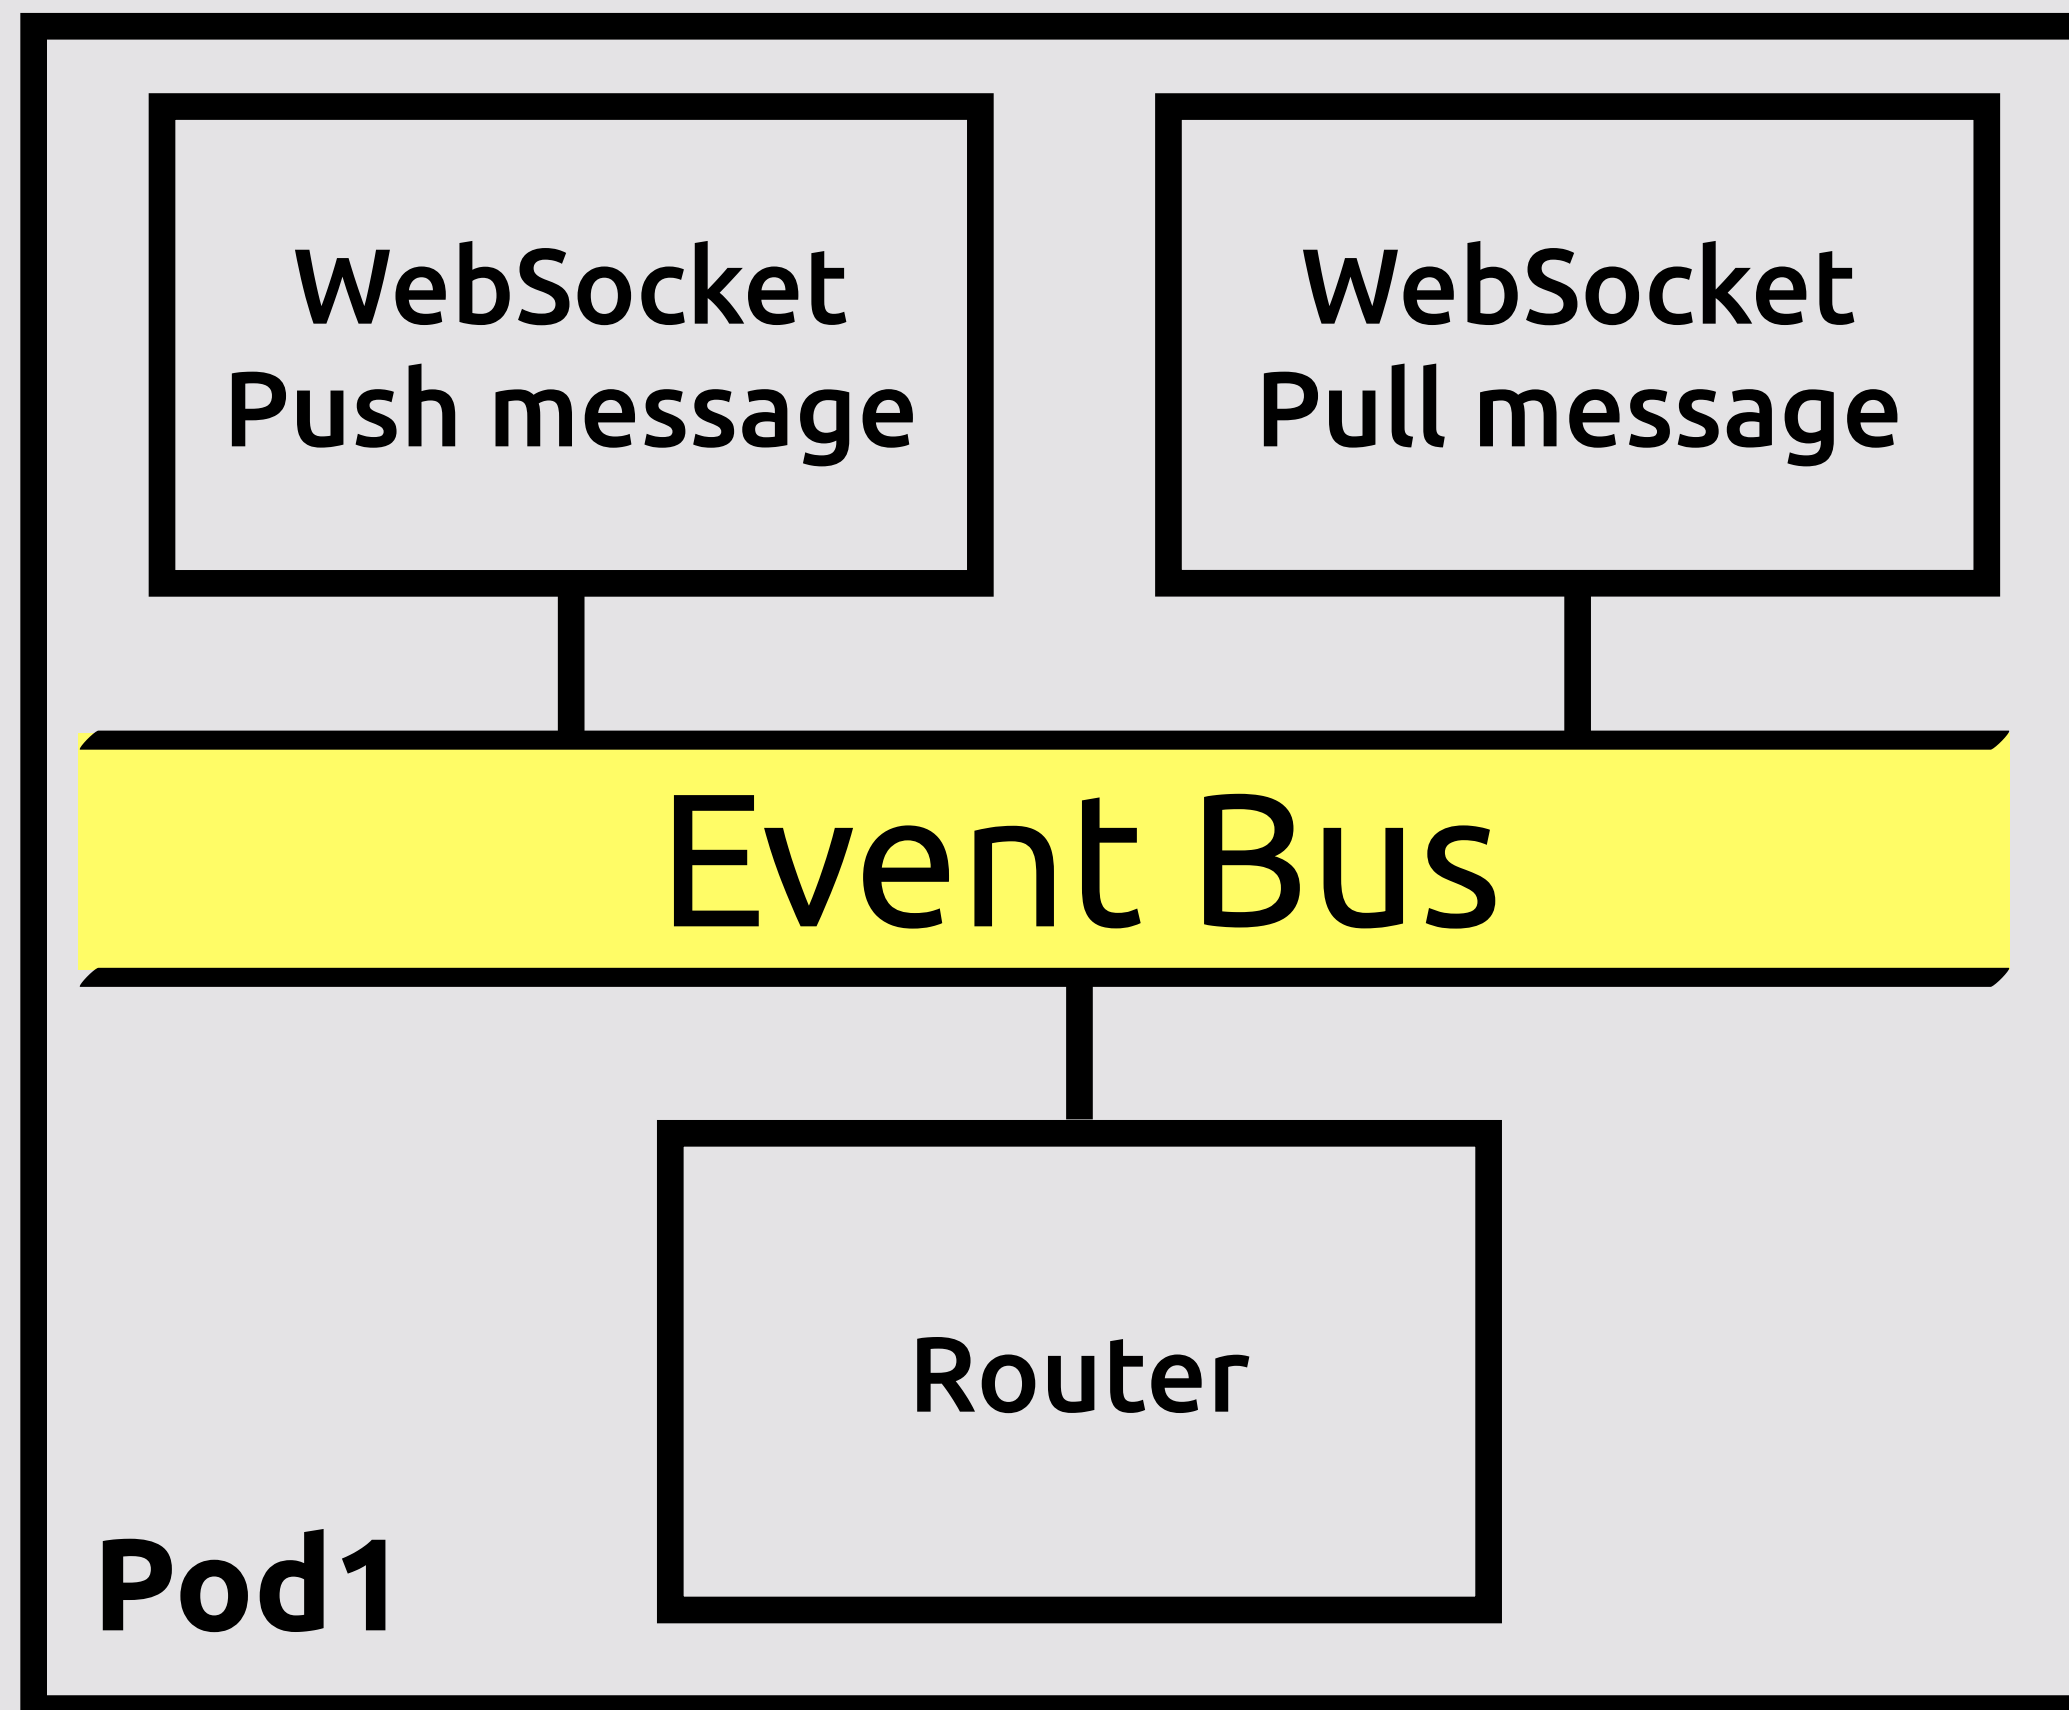 WebSocket
Push message
WebSocket
Pull message
Event Bus
Router
Pod1